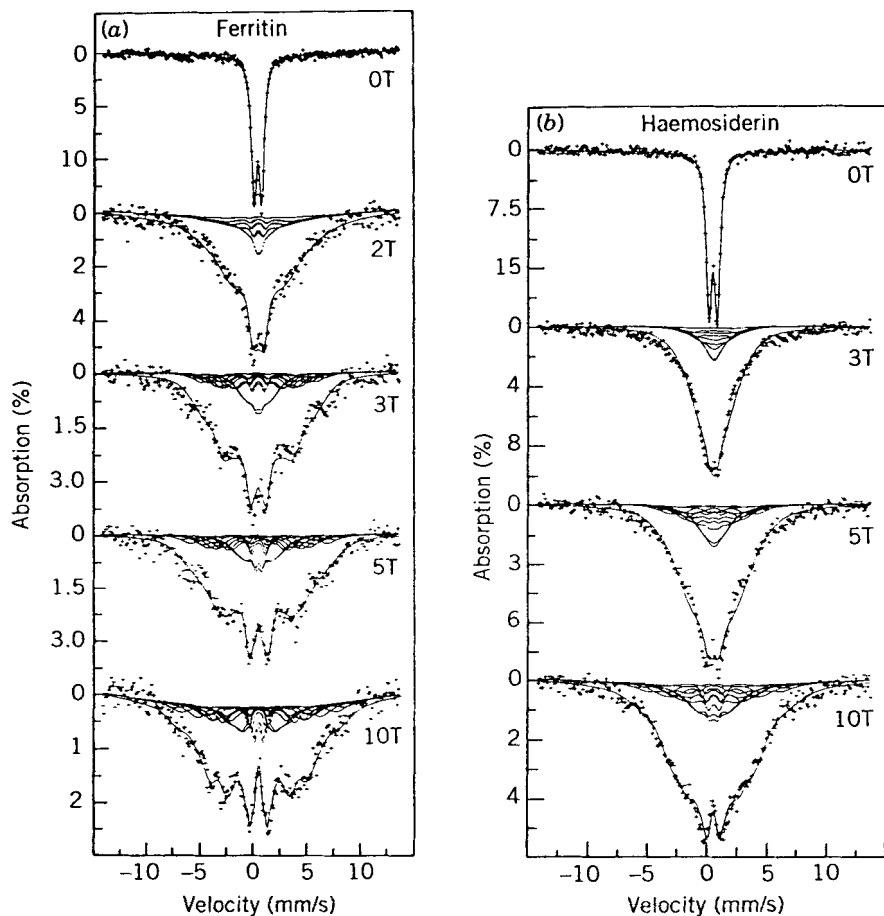 (a) Ferritin
0
0T
5
10
0
2T
2
4
0
3T
1.5
3.0
0
5T
1.5
3.0
0
10T
1
2
−10 −5 0 5 10
Velocity (mm/s)
Absorption (%)
(b) Haemosiderin
0
0T
7.5
15
0
3T
4
8
0
5T
3
6
0
10T
2
4
−10 −5 0 5 10
Velocity (mm/s)
Absorption (%)